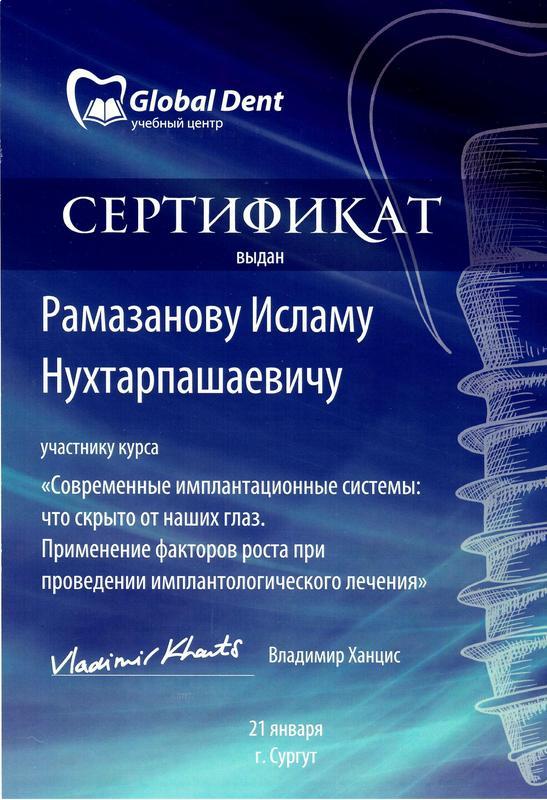 Global Dent
учебный центр
СЕРТИФИКАТ
выдан
Рамазанову Исламу
Нухтарпашаевичу
участнику курса
«Современные имплантационные системы:
что скрыто от наших глаз.
Применение факторов роста при
проведении имплантологического лечения»
Vladimir Khants Владимир Ханцис
21 января
г. Сургут